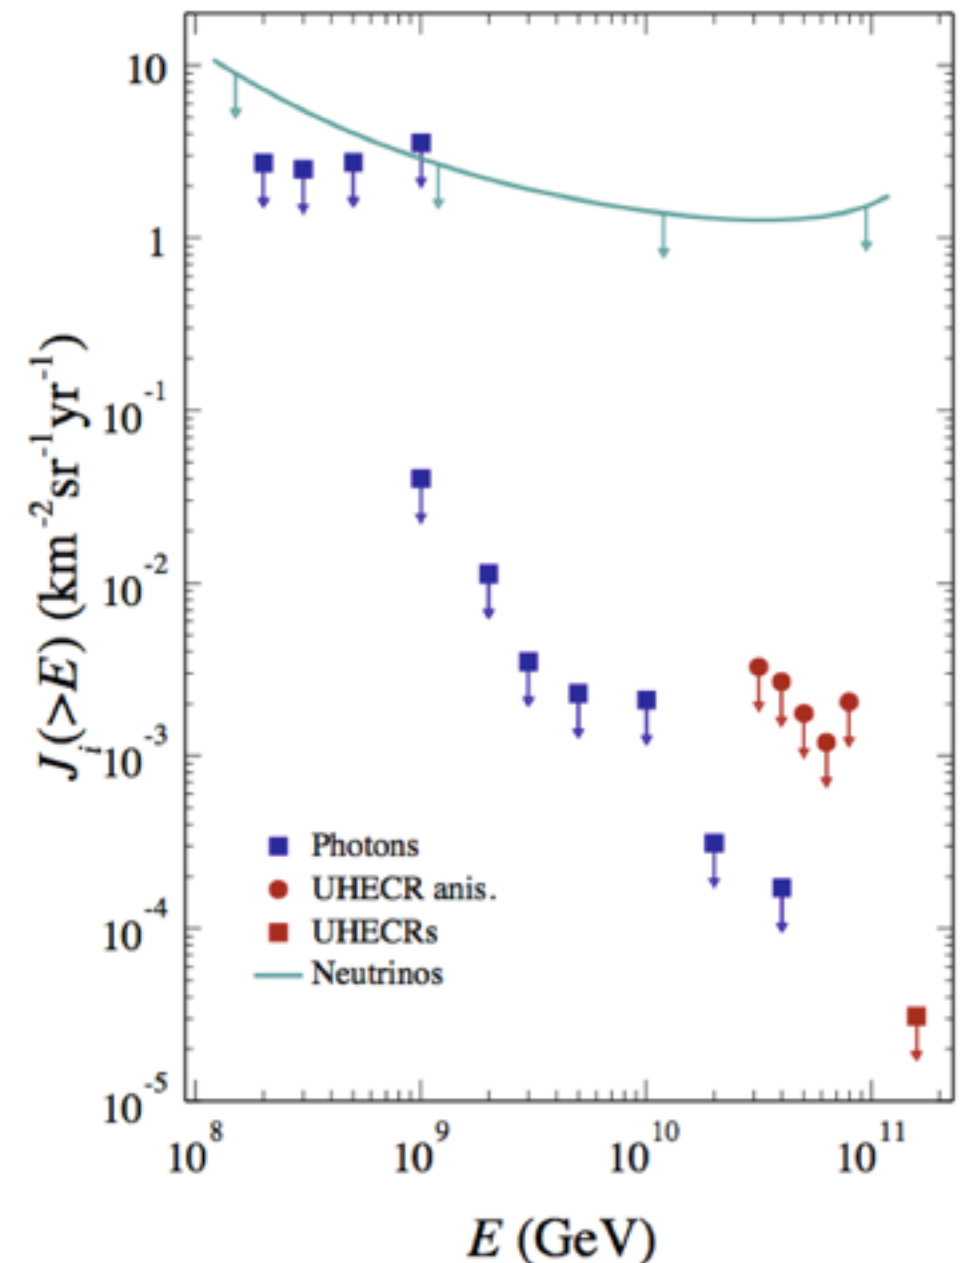 10
1
10⁻¹
10⁻²
10⁻³
10⁻⁴
10⁻⁵
Jᵢ(>E) (km⁻²sr⁻¹yr⁻¹)
Photons
UHECR anis.
UHECRs
Neutrinos
10⁸ 10⁹ 10¹⁰ 10¹¹
E (GeV)